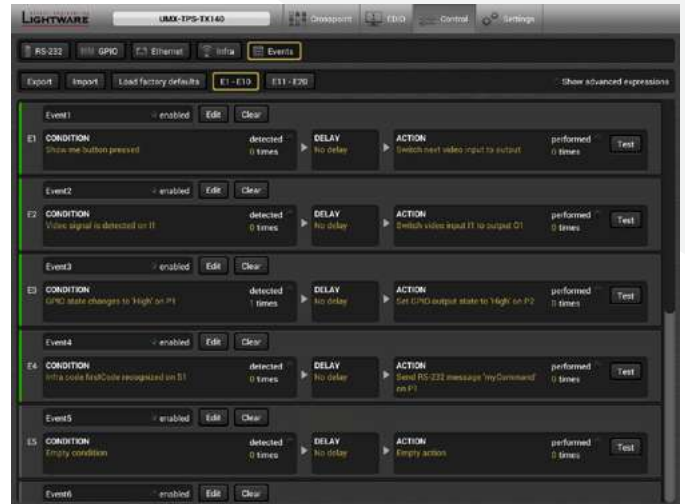 LIGHTWARE UMX-TPS-TX140 Crosspoint EDID Control Settings
RS-232 GPIO Ethernet Infra Events
Export Import Load factory defaults E1 - E10 E11 - E20 Show advanced expressions
Event1 enabled Edit Clear
E1 CONDITION detected DELAY ACTION performed Test
Show me button pressed 0 times No delay Switch next video input to output 0 times
Event2 enabled Edit Clear
E2 CONDITION detected DELAY ACTION performed Test
Video signal is detected on I1 0 times No delay Switch video input I1 to output O1 0 times
Event3 enabled Edit Clear
E3 CONDITION detected DELAY ACTION performed Test
GPIO state changes to 'High' on P1 1 times No delay Set GPIO output state to 'High' on P2 0 times
Event4 enabled Edit Clear
E4 CONDITION detected DELAY ACTION performed Test
Infra code firstCode recognized on S1 0 times No delay Send RS-232 message 'myCommand' 0 times
on P1
Event5 enabled Edit Clear
E5 CONDITION detected DELAY ACTION performed Test
Empty condition 0 times No delay Empty action 0 times
Event6 enabled Edit Clear